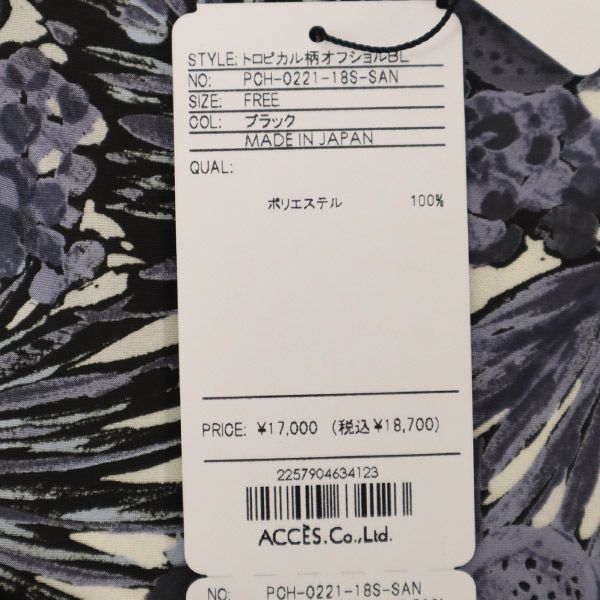 STYLE: トロピカル柄オフショルBL
NO: PCH-0221-18S-SAN
SIZE: FREE
COL: ブラック
MADE IN JAPAN
QUAL:
ポリエステル 100%
PRICE: ¥17,000 (税込¥18,700)
2257904634123
ACCĒS.Co.,Ltd.
NO: PCH-0221-18S-SAN